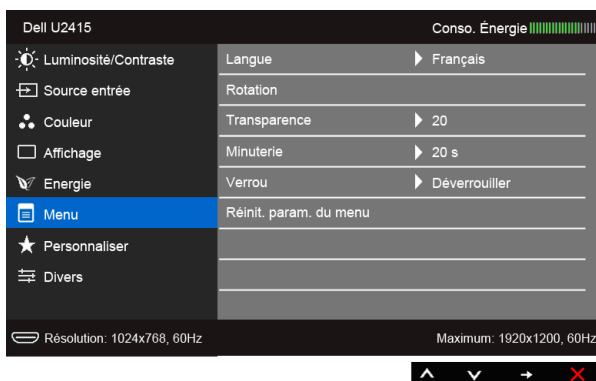 Dell U2415 Conso. Énergie
Luminosité/Contraste Langue Français
Source entrée Rotation
Couleur Transparence 20
Affichage Minuterie 20 s
Energie Verrou Déverrouiller
Menu Réinit. param. du menu
Personnaliser
Divers
Résolution: 1024x768, 60Hz Maximum: 1920x1200, 60Hz